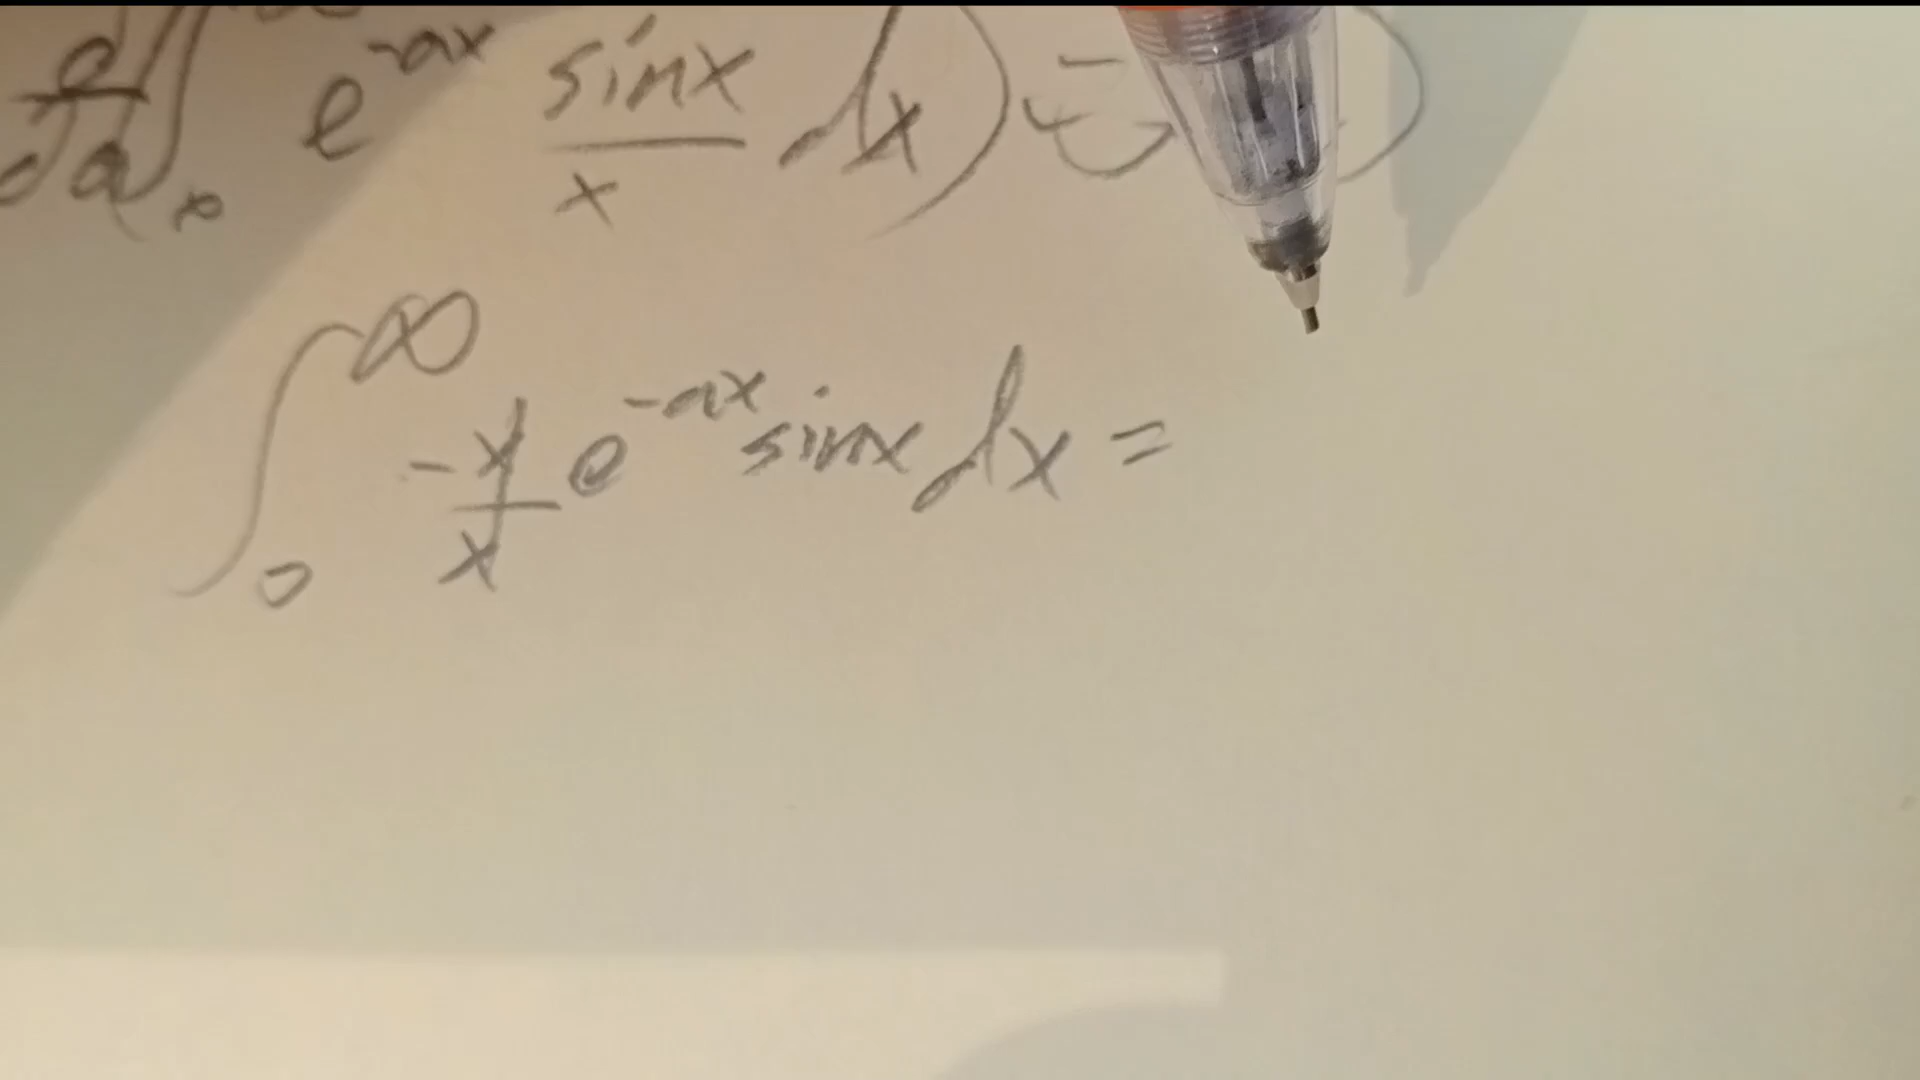 d/da ∫₀ e^-ax sinx/x dx) =
∫₀^∞ -x/x e^-ax sinx dx =